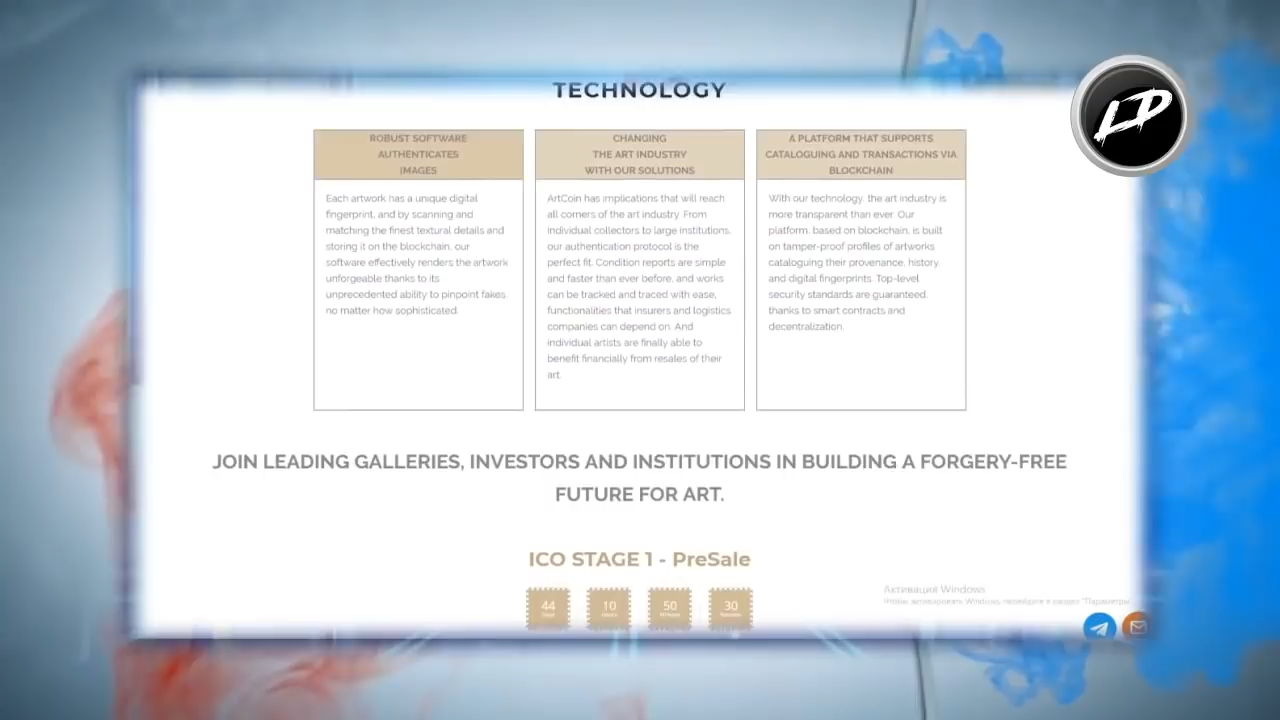 TECHNOLOGY
ROBUST SOFTWARE
AUTHENTICATES
IMAGES
Each artwork has a unique digital
fingerprint, and by scanning and
matching the finest textural details and
storing it on the blockchain, our
software effectively renders the artwork
unforgeable thanks to its
unprecedented ability to pinpoint fakes,
no matter how sophisticated.
CHANGING
THE ART INDUSTRY
WITH OUR SOLUTIONS
ArtCoin has implications that will reach
all corners of the art industry. From
individual collectors to large institutions,
our authentication protocol is the
perfect fit. Condition reports are simple
and faster than ever before, and works
can be tracked and traced with ease,
functionalities that insurers and logistics
companies can depend on. And
individual artists are finally able to
benefit financially from resales of their
art.
A PLATFORM THAT SUPPORTS
CATALOGUING AND TRANSACTIONS VIA
BLOCKCHAIN
With our technology, the art industry is
more transparent than ever. Our
platform, based on blockchain, is built
on tamper-proof profiles of artworks
cataloguing their provenance, history,
and digital fingerprints. Top-level
security standards are guaranteed,
thanks to smart contracts and
decentralization.
JOIN LEADING GALLERIES, INVESTORS AND INSTITUTIONS IN BUILDING A FORGERY-FREE
FUTURE FOR ART.
ICO STAGE 1 - PreSale
44 10 50 30
Активация Windows
Чтобы активировать Windows, перейдите в раздел "Параметры
LD